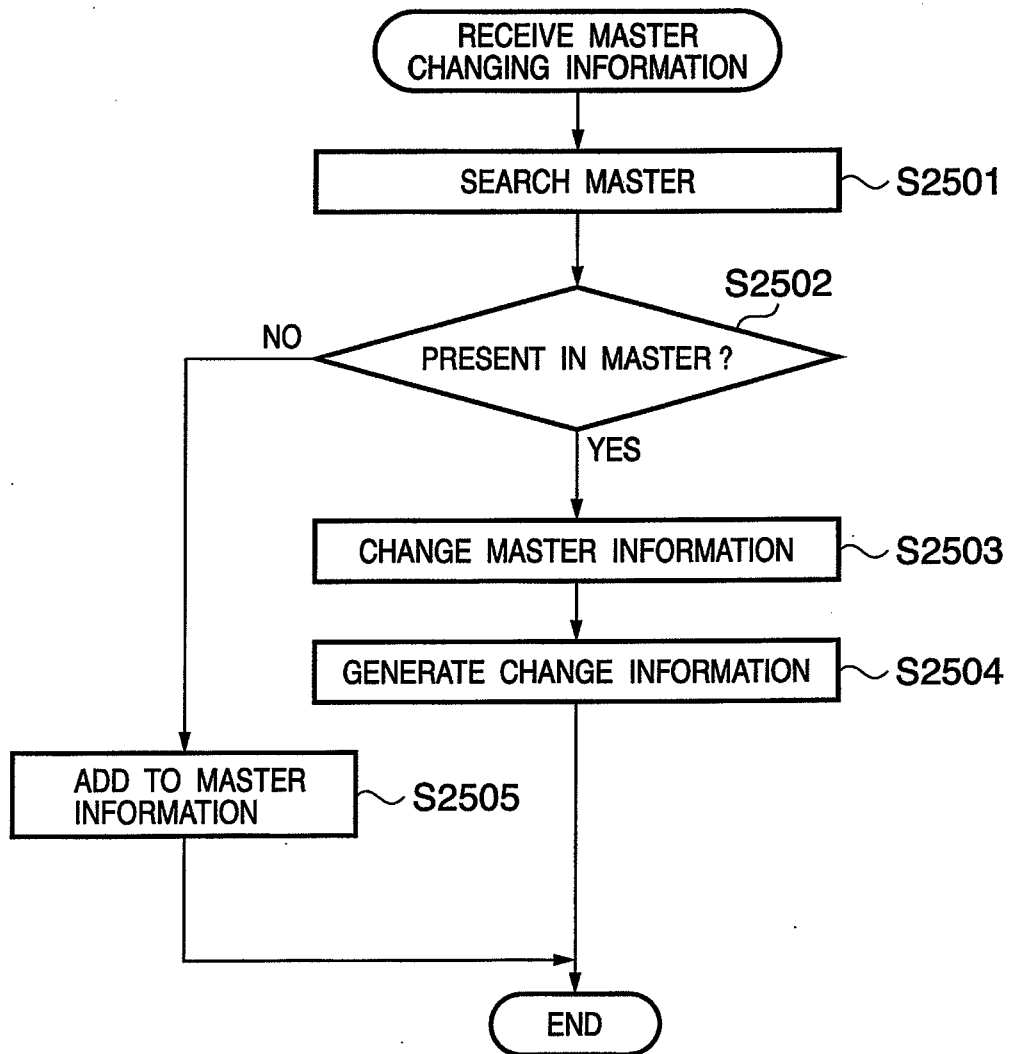 RECEIVE MASTER
CHANGING INFORMATION
SEARCH MASTER
S2501
S2502
PRESENT IN MASTER ?
NO
YES
CHANGE MASTER INFORMATION
S2503
GENERATE CHANGE INFORMATION
S2504
ADD TO MASTER
INFORMATION
S2505
END